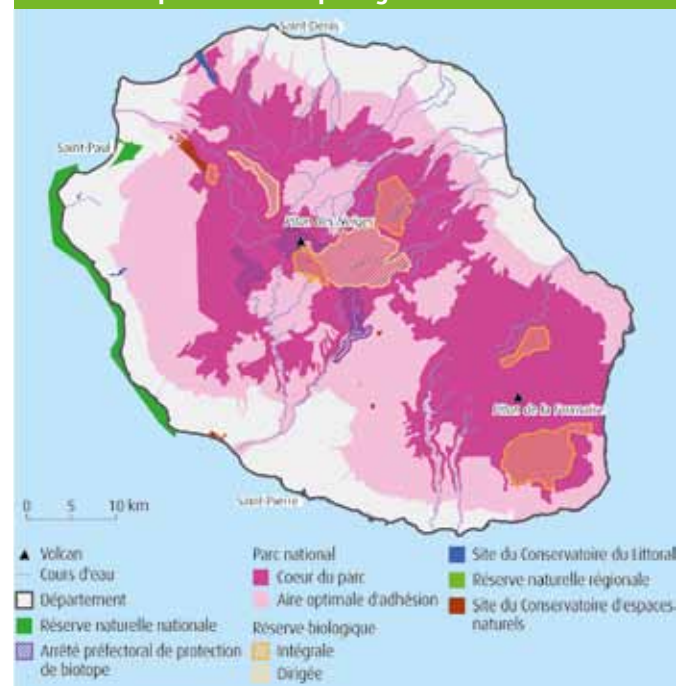 Saint-Denis
Saint-Paul
Piton des Neiges
Piton de la Fournaise
Saint-Pierre
0 5 10 km
Volcan
Cours d'eau
Département
Réserve naturelle nationale
Arrêté préfectoral de protection
de biotope
Parc national
Coeur du parc
Aire optimale d'adhésion
Réserve biologique
Intégrale
Dirigée
Site du Conservatoire du Littoral
Réserve naturelle régionale
Site du Conservatoire d'espaces
naturels